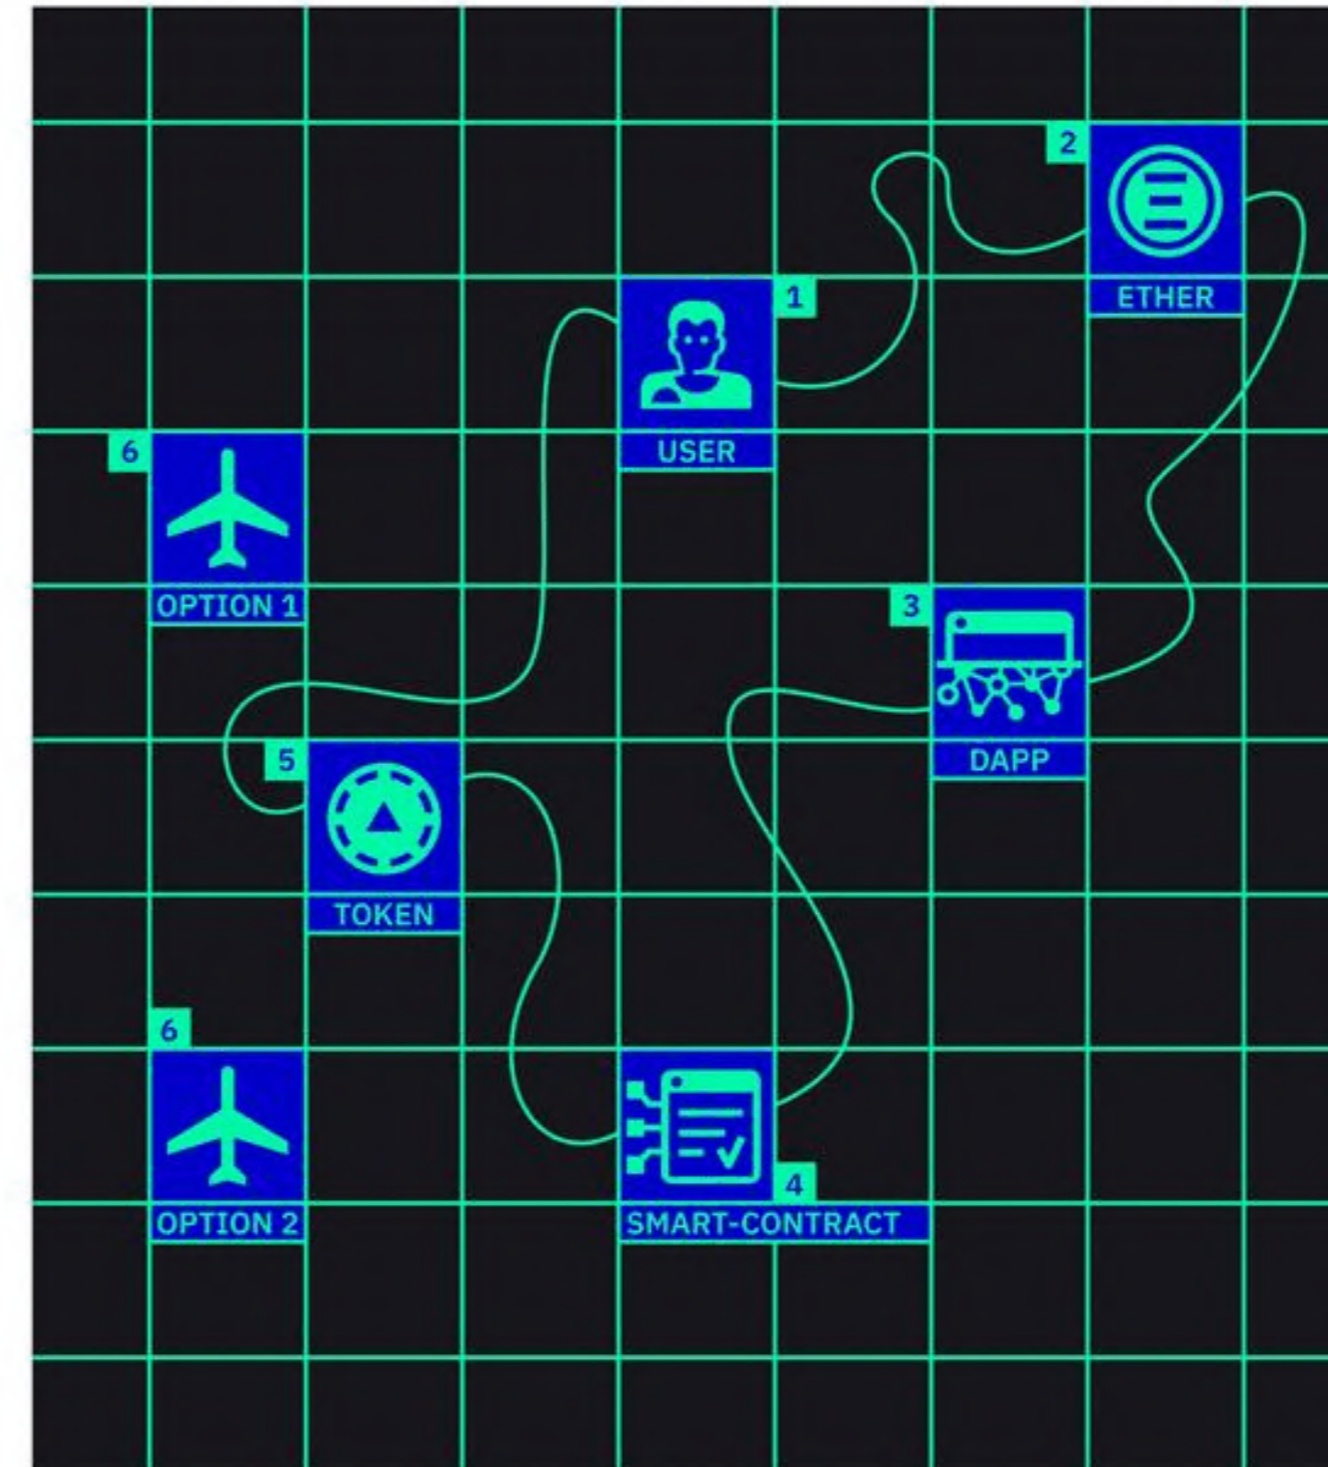 2
ETHER
1
USER
6
OPTION 1
3
DAPP
5
TOKEN
6
OPTION 2
4
SMART-CONTRACT